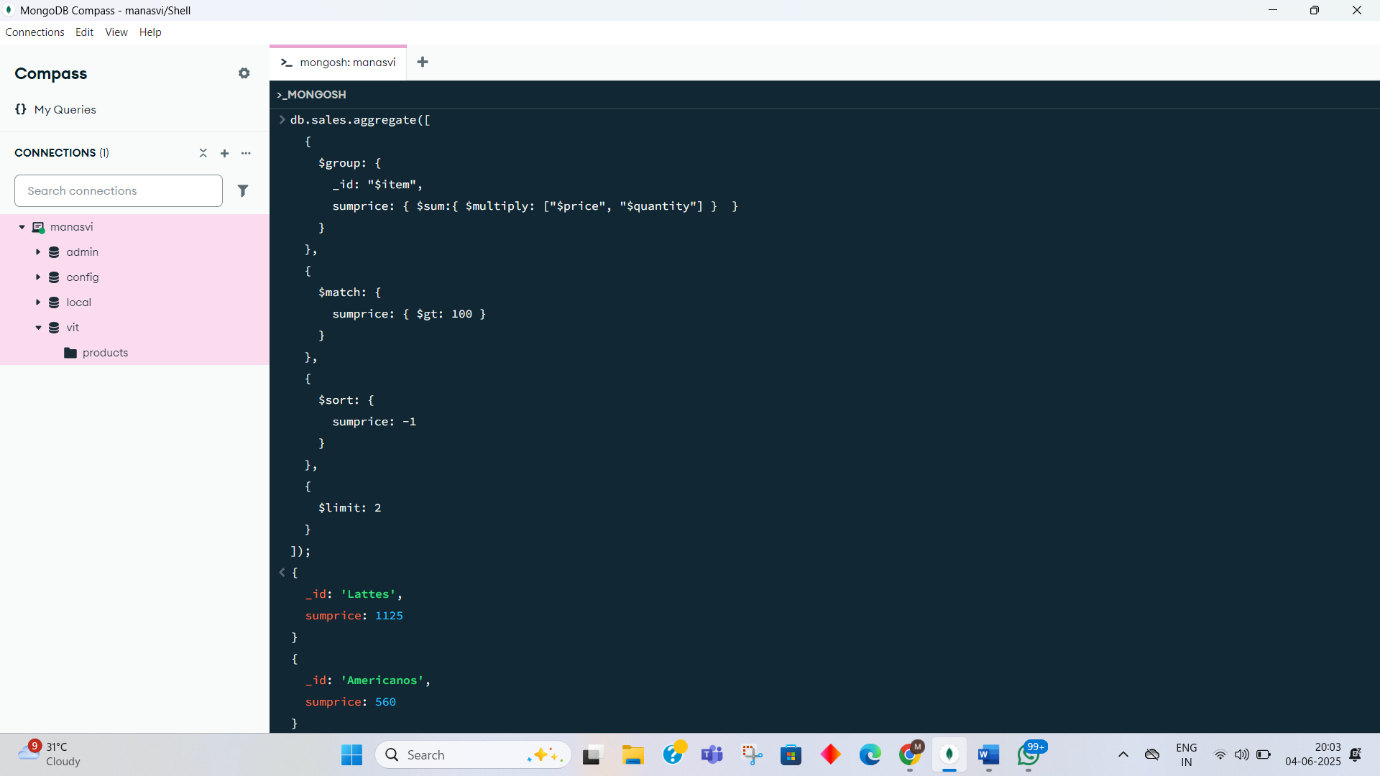 MongoDB Compass - manasvi/Shell
Connections Edit View Help
Compass
{} My Queries
CONNECTIONS (1)
Search connections
manasvi
admin
config
local
vit
products
>_ mongosh: manasvi
>_MONGOSH
> db.sales.aggregate([
{
$group: {
_id: "$item",
sumprice: { $sum:{ $multiply: ["$price", "$quantity"] }  }
}
},
{
$match: {
sumprice: { $gt: 100 }
}
},
{
$sort: {
sumprice: -1
}
},
{
$limit: 2
}
]);
< {
_id: 'Lattes',
sumprice: 1125
}
{
_id: 'Americanos',
sumprice: 560
}
9
31°C
Cloudy
Search
M
99+
ENG
IN
20:03
04-06-2025